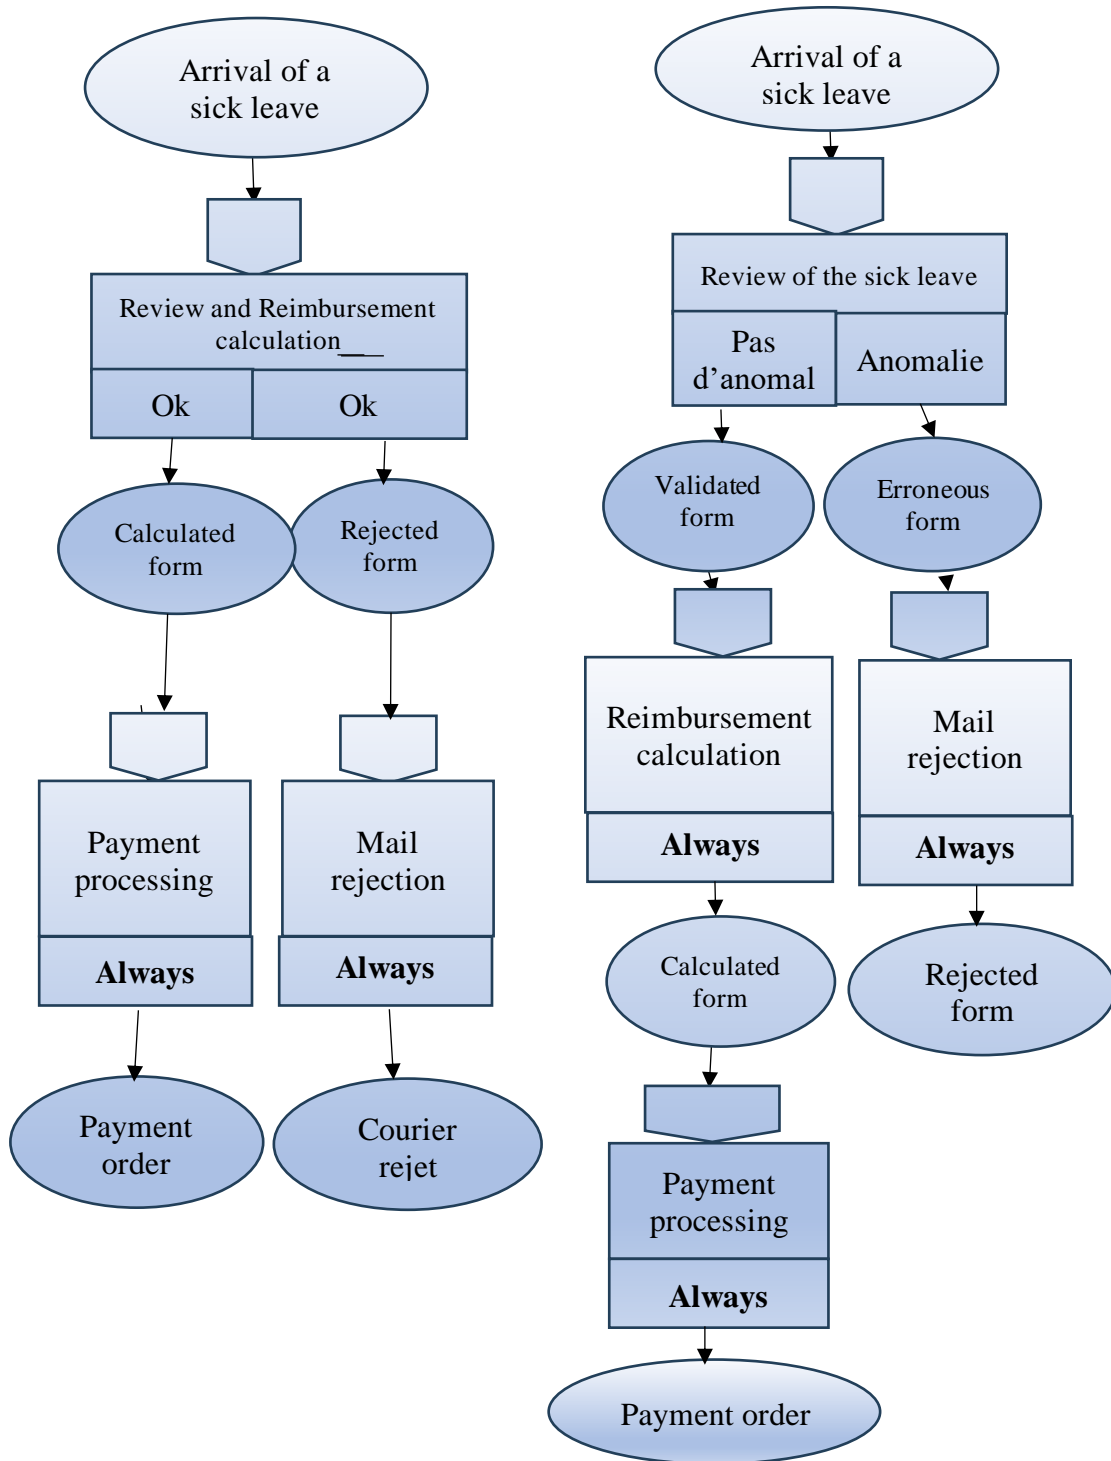 Arrival of a
sick leave
Review and Reimbursement
calculation
Ok
Ok
Calculated
form
Rejected
form
Payment
processing
Always
Mail
rejection
Always
Payment
order
Courier
rejet
Arrival of a
sick leave
Review of the sick leave
Pas
d’anomal
Anomalie
Validated
form
Erroneous
form
Reimbursement
calculation
Always
Mail
rejection
Always
Calculated
form
Rejected
form
Payment
processing
Always
Payment order